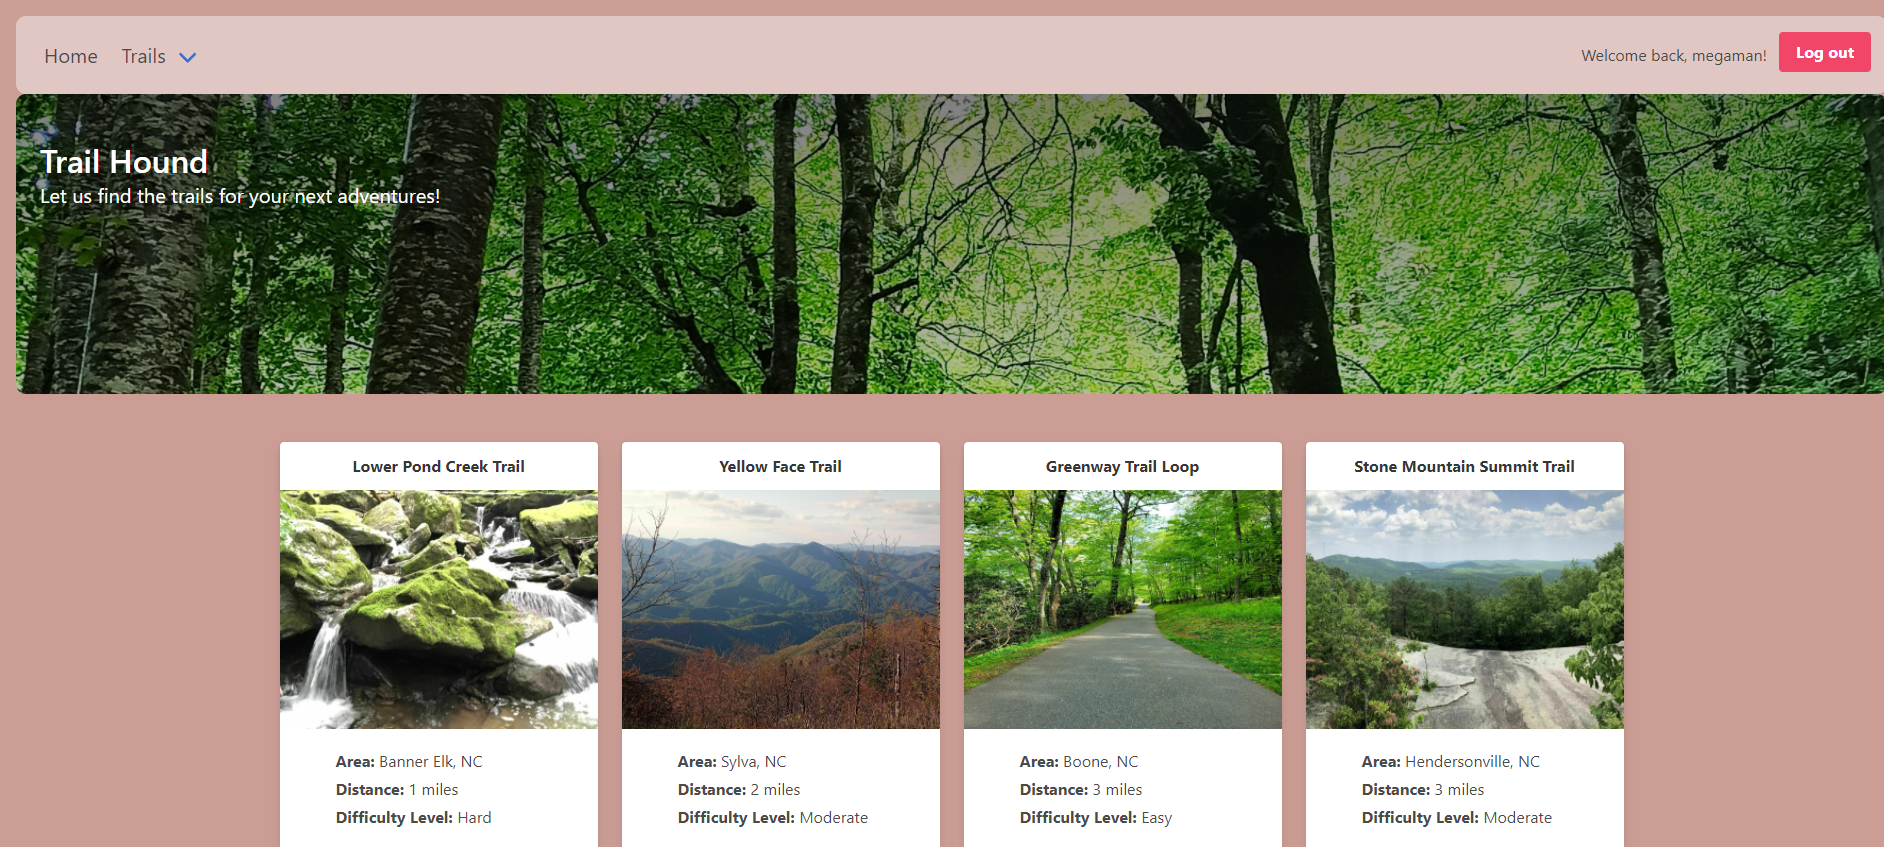 Home Trails Welcome back, megaman! Log out
Trail Hound
Let us find the trails for your next adventures!
Lower Pond Creek Trail
Area: Banner Elk, NC
Distance: 1 miles
Difficulty Level: Hard
Yellow Face Trail
Area: Sylva, NC
Distance: 2 miles
Difficulty Level: Moderate
Greenway Trail Loop
Area: Boone, NC
Distance: 3 miles
Difficulty Level: Easy
Stone Mountain Summit Trail
Area: Hendersonville, NC
Distance: 3 miles
Difficulty Level: Moderate